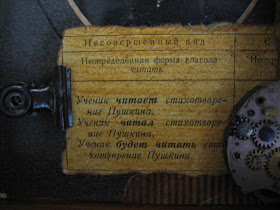 Несовершенный вид
Неопределённая форма глагола
читать
Ученик читает стихотворе-
ние Пушкина.
Ученик читал стихотворе-
ние Пушкина.
Ученик будет читать сти-
хотворение Пушкина.